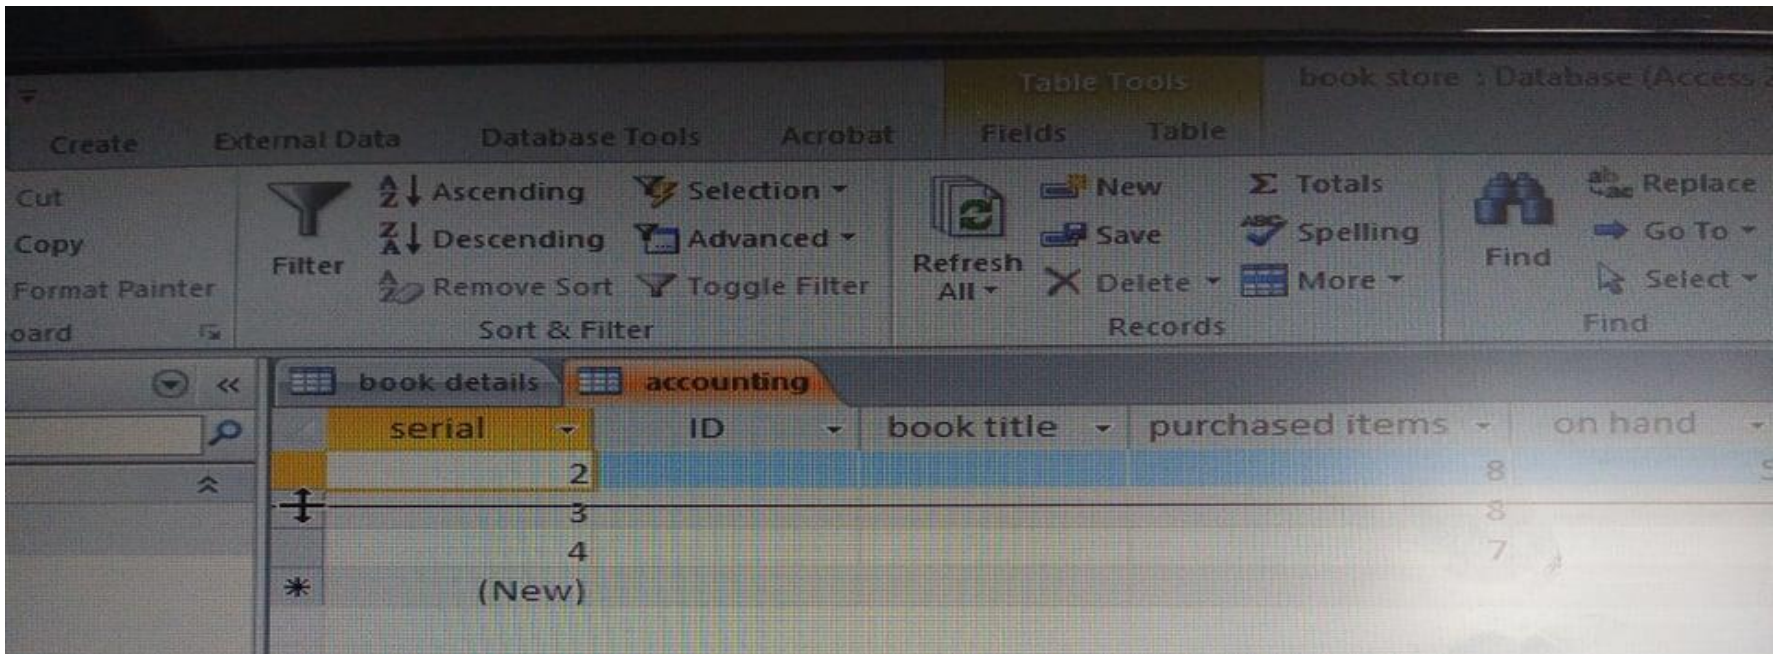 Table Tools book store : Database (Access 2
Create External Data Database Tools Acrobat Fields Table
Cut Ascending Selection New Totals Replace
Copy Descending Advanced Save Spelling Go To
Filter Refresh All Find
Format Painter Remove Sort Toggle Filter Delete More Select
oard Sort & Filter Records Find
book details accounting
serial ID book title purchased items on hand
2 8
3 8
4 7
(New)